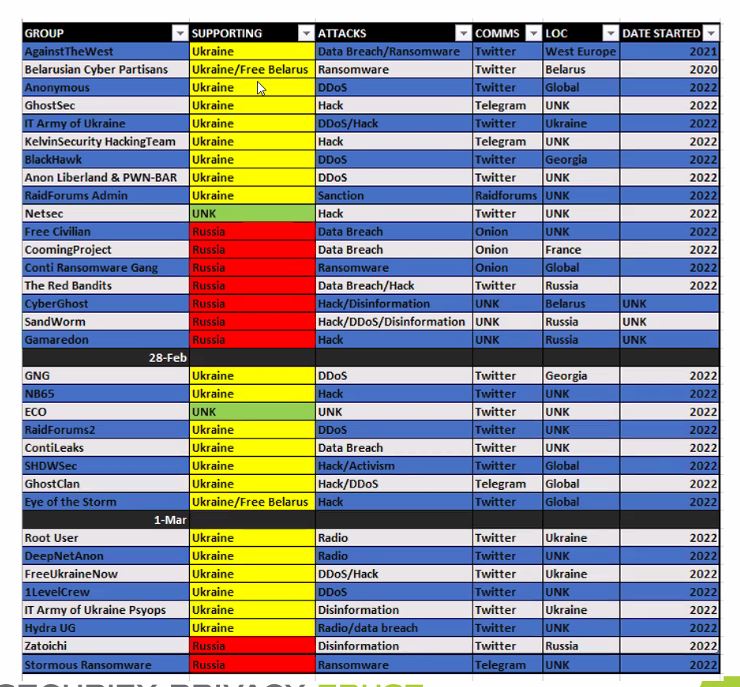 GROUP SUPPORTING ATTACKS COMMS LOC DATE STARTED
AgainstTheWest Ukraine Data Breach/Ransomware Twitter West Europe 2021
Belarusian Cyber Partisans Ukraine/Free Belarus Ransomware Twitter Belarus 2020
Anonymous Ukraine DDoS Twitter Global 2022
GhostSec Ukraine Hack Telegram UNK 2022
IT Army of Ukraine Ukraine DDoS/Hack Twitter Ukraine 2022
KelvinSecurity HackingTeam Ukraine Hack Telegram UNK 2022
BlackHawk Ukraine DDoS Twitter Georgia 2022
Anon Liberland & PWN-BAR Ukraine DDoS Twitter UNK 2022
RaidForums Admin Ukraine Sanction Raidforums UNK 2022
Netsec UNK Hack Twitter UNK 2022
Free Civilian Russia Data Breach Onion UNK 2022
CoomingProject Russia Data Breach Onion France 2022
Conti Ransomware Gang Russia Ransomware Onion Global 2022
The Red Bandits Russia Data Breach/Hack Twitter Russia 2022
CyberGhost Russia Hack/Disinformation UNK Belarus UNK
SandWorm Russia Hack/DDoS/Disinformation UNK Russia UNK
Gamaredon Russia Hack UNK Russia UNK
28-Feb
GNG Ukraine DDoS Twitter Georgia 2022
NB65 Ukraine Hack Twitter UNK 2022
ECO UNK UNK Twitter UNK 2022
RaidForums2 Ukraine DDoS Twitter UNK 2022
ContiLeaks Ukraine Data Breach Twitter UNK 2022
SHDWSec Ukraine Hack/Activism Twitter Global 2022
GhostClan Ukraine Hack/DDoS Telegram Global 2022
Eye of the Storm Ukraine/Free Belarus Hack Twitter Global 2022
1-Mar
Root User Ukraine Radio Twitter Ukraine 2022
DeepNetAnon Ukraine Radio Twitter UNK 2022
FreeUkraineNow Ukraine DDoS/Hack Twitter Ukraine 2022
1LevelCrew Ukraine DDoS Twitter UNK 2022
IT Army of Ukraine Psyops Ukraine Disinformation Twitter Ukraine 2022
Hydra UG Ukraine Radio/data breach Twitter UNK 2022
Zatoichi Russia Disinformation Twitter Russia 2022
Stormous Ransomware Russia Ransomware Telegram UNK 2022
SECURITY PRIVACY TRUST